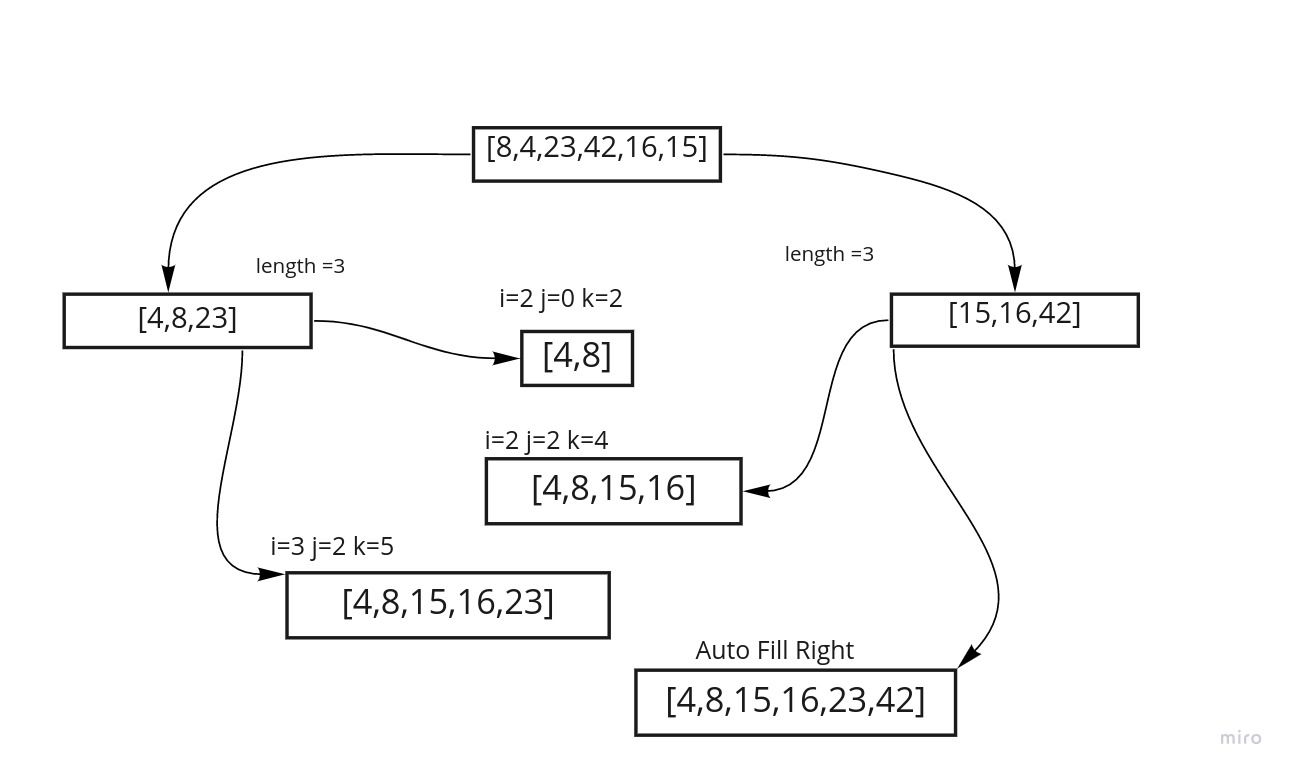 [8,4,23,42,16,15]
length =3
length =3
[4,8,23]
[15,16,42]
i=2 j=0 k=2
[4,8]
i=2 j=2 k=4
[4,8,15,16]
i=3 j=2 k=5
[4,8,15,16,23]
Auto Fill Right
[4,8,15,16,23,42]
miro